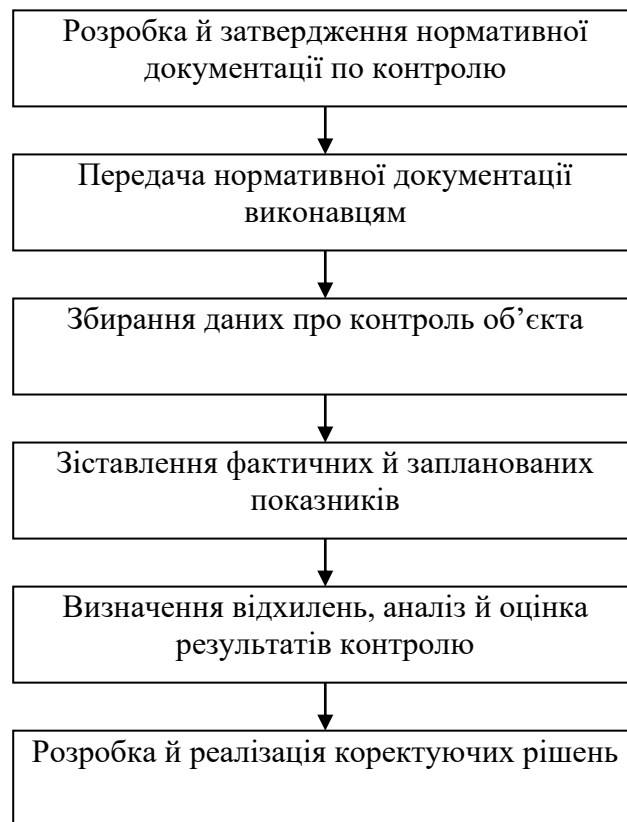 Розробка й затвердження нормативної
документації по контролю
Передача нормативної документації
виконавцям
Збирання даних про контроль об’єкта
Зіставлення фактичних й запланованих
показників
Визначення відхилень, аналіз й оцінка
результатів контролю
Розробка й реалізація коректуючих рішень